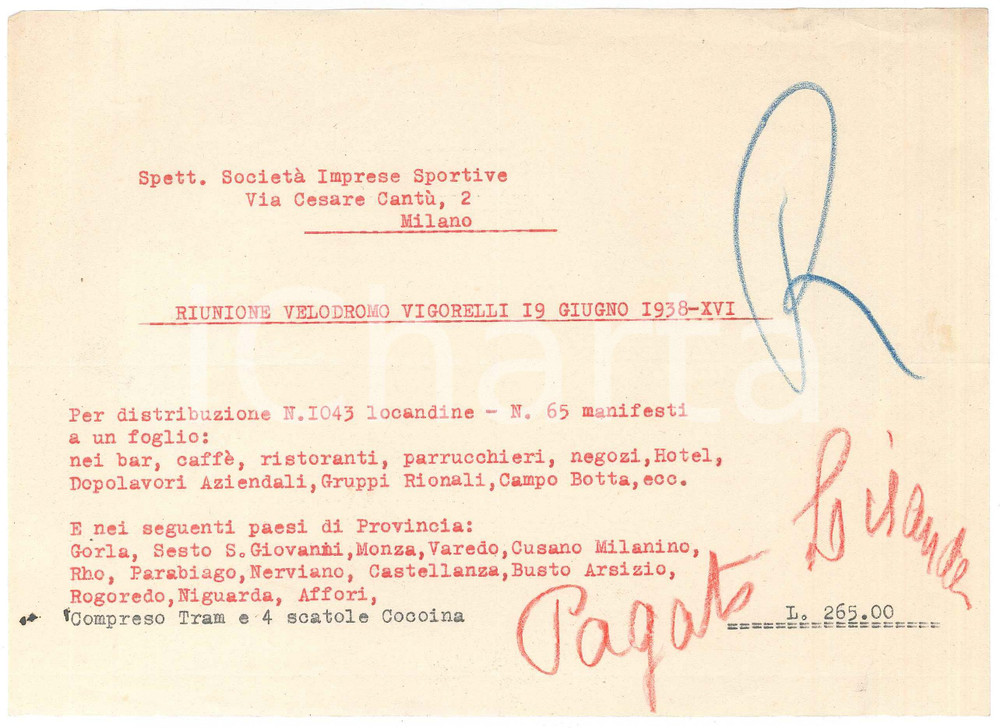 Spett. Società Imprese Sportive
Via Cesare Cantù, 2
Milano
R
RIUNIONE VELODROMO VIGORELLI I9 GIUGNO I938-XVI
iCharta
Per distribuzione N.I043 locandine - N. 65 manifesti
a un foglio:
nei bar, caffè, ristoranti, parrucchieri, negozi,Hotel,
Dopolavori Aziendali,Gruppi Rionali,Campo Botta,ecc.
E nei seguenti paesi di Provincia:
Gorla, Sesto S.Giovanni,Monza,Varedo,Cusano Milanino,
Rho, Parabiago,Nerviano, Castellanza,Busto Arsizio,
Rogoredo,Niguarda, Affori,
Compreso Tram e 4 scatole Coccina
L. 265.00
Pagato